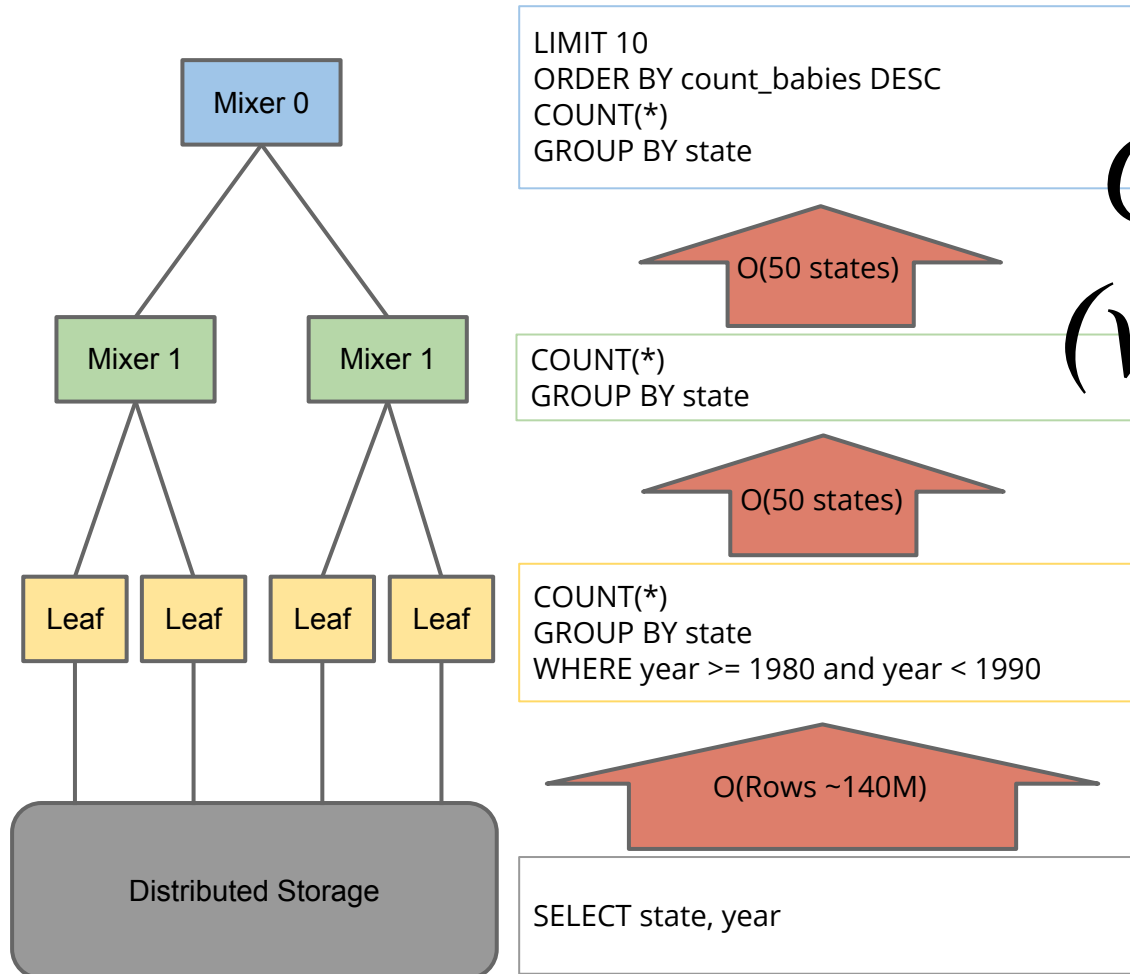 Mixer 0
LIMIT 10
ORDER BY count_babies DESC
COUNT(*)
GROUP BY state
O(50 states)
Mixer 1
Mixer 1
COUNT(*)
GROUP BY state
O(50 states)
Leaf
Leaf
Leaf
Leaf
COUNT(*)
GROUP BY state
WHERE year >= 1980 and year < 1990
O(Rows ~140M)
Distributed Storage
SELECT state, year